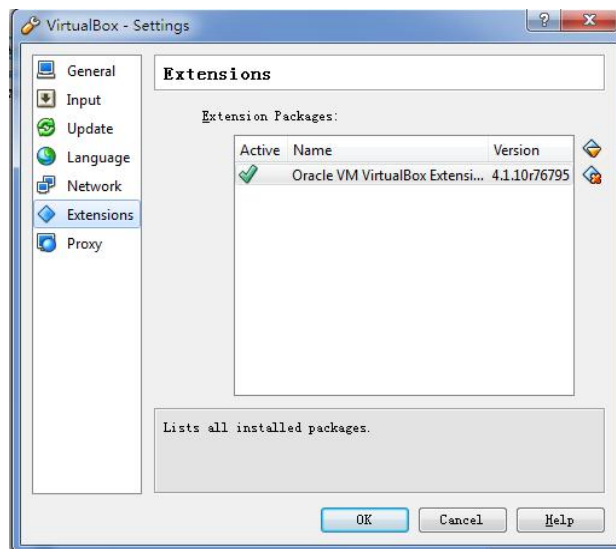 VirtualBox - Settings
General
Input
Update
Language
Network
Extensions
Proxy
Extensions
Extension Packages:
Active Name Version
Oracle VM VirtualBox Extensi... 4.1.10r76795
Lists all installed packages.
OK Cancel Help